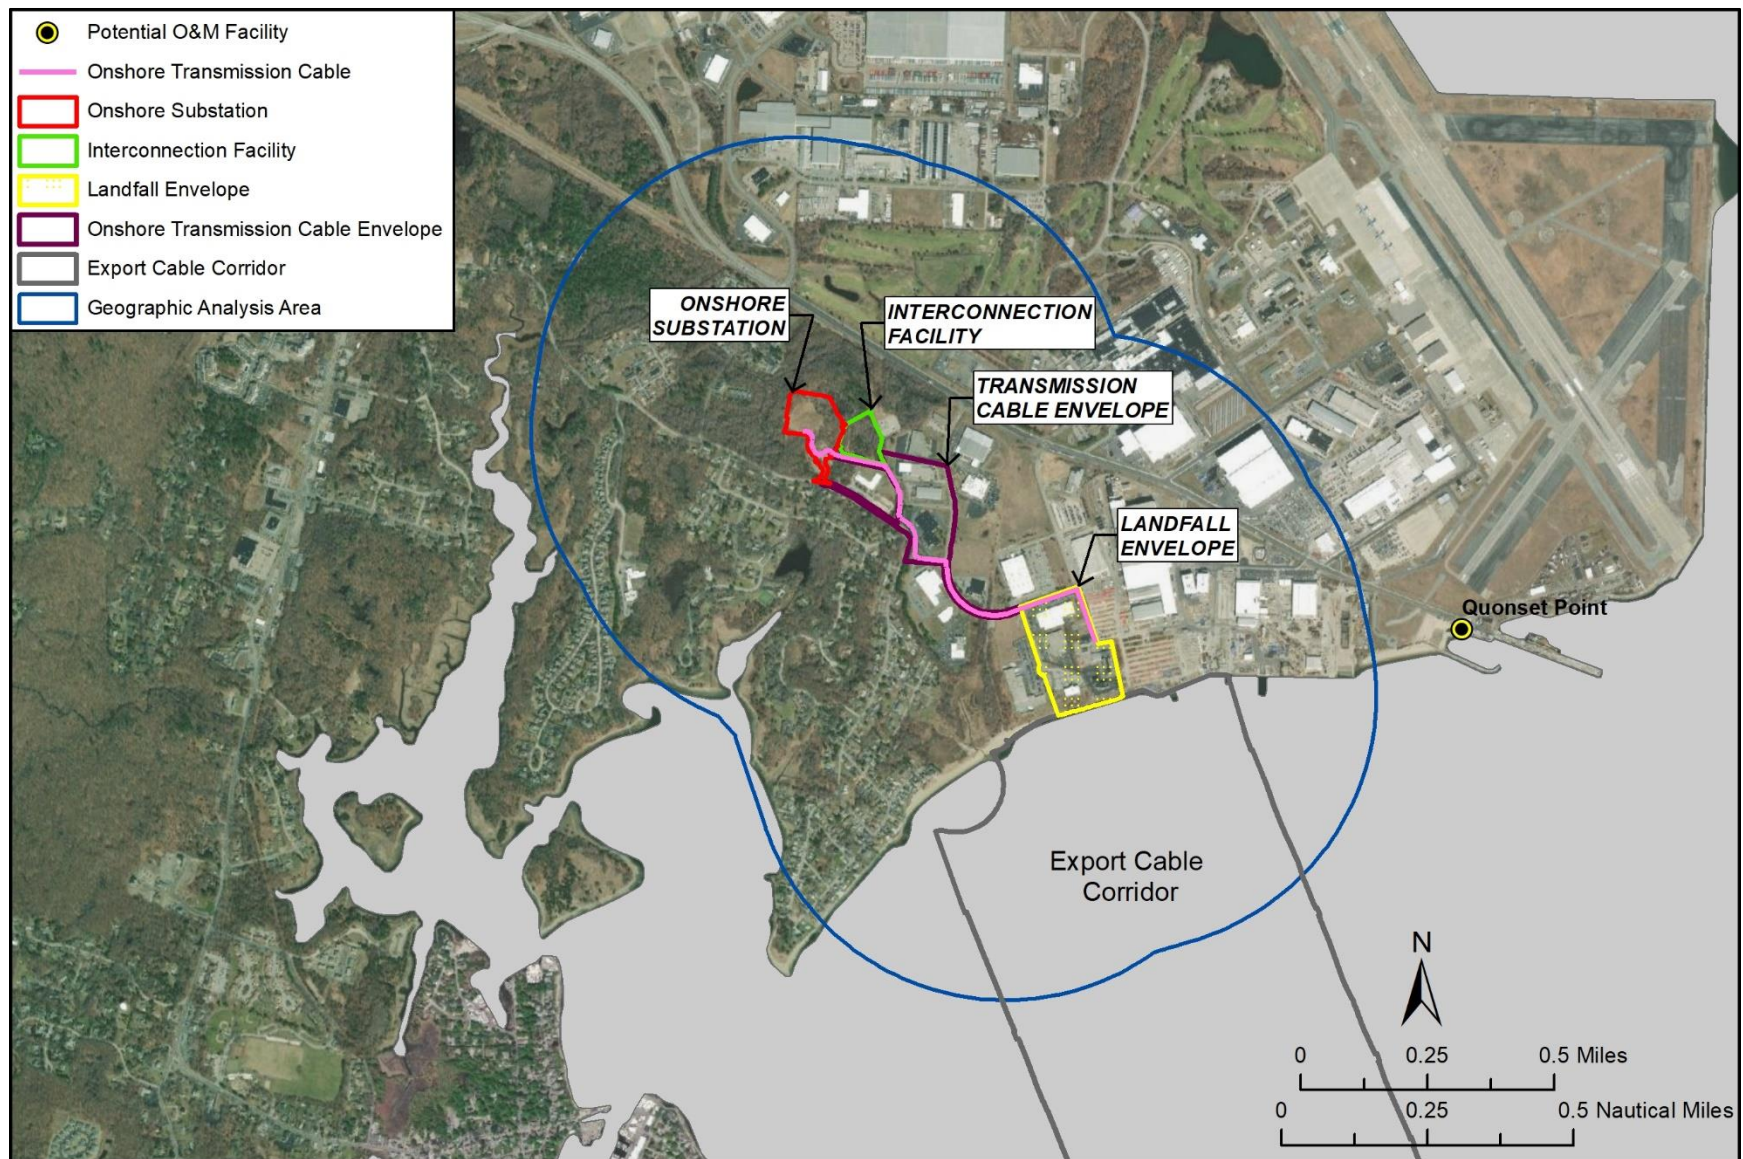 Potential O&M Facility
Onshore Transmission Cable
Onshore Substation
Interconnection Facility
Landfall Envelope
Onshore Transmission Cable Envelope
Export Cable Corridor
Geographic Analysis Area
ONSHORE
SUBSTATION
INTERCONNECTION
FACILITY
TRANSMISSION
CABLE ENVELOPE
LANDFALL
ENVELOPE
Quonset Point
Export Cable
Corridor
N
0 0.25 0.5 Miles
0 0.25 0.5 Nautical Miles